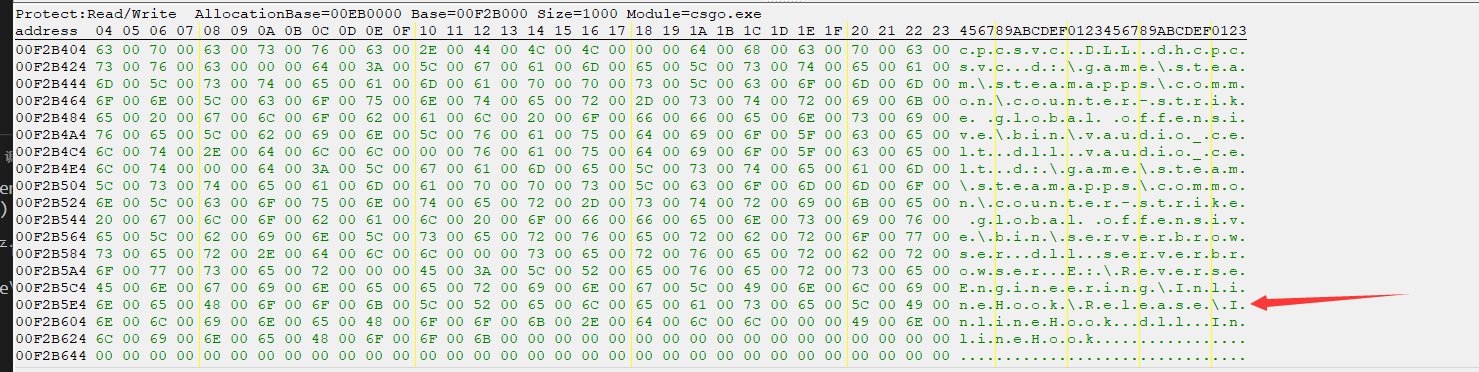 Protect:Read/Write AllocationBase=00EB0000 Base=00F2B000 Size=1000 Module=csgo.exe
address 04 05 06 07 08 09 0A 0B 0C 0D 0E 0F 10 11 12 13 14 15 16 17 18 19 1A 1B 1C 1D 1E 1F 20 21 22 23 456789ABCDEF0123456789ABCDEF0123
00F2B404 63 00 70 00 63 00 73 00 76 00 63 00 2E 00 44 00 4C 00 4C 00 00 00 64 00 68 00 63 00 70 00 63 00 c.p.c.s.v.c...D.L.L...d.h.c.p.c.
00F2B424 73 00 76 00 63 00 00 00 64 00 3A 00 5C 00 67 00 61 00 6D 00 65 00 5C 00 73 00 74 00 65 00 61 00 s.v.c...d.:.\.g.a.m.e.\.s.t.e.a.
00F2B444 6D 00 5C 00 73 00 74 00 65 00 61 00 6D 00 61 00 70 00 70 00 73 00 5C 00 63 00 6F 00 6D 00 6D 00 m.\.s.t.e.a.m.a.p.p.s.\.c.o.m.m.
00F2B464 6F 00 6E 00 5C 00 63 00 6F 00 75 00 6E 00 74 00 65 00 72 00 2D 00 73 00 74 00 72 00 69 00 6B 00 o.n.\.c.o.u.n.t.e.r.-.s.t.r.i.k.
00F2B484 65 00 20 00 67 00 6C 00 6F 00 62 00 61 00 6C 00 20 00 6F 00 66 00 66 00 65 00 6E 00 73 00 69 00 e. .g.l.o.b.a.l. .o.f.f.e.n.s.i.
00F2B4A4 76 00 65 00 5C 00 62 00 69 00 6E 00 5C 00 76 00 61 00 75 00 64 00 69 00 6F 00 5F 00 63 00 65 00 v.e.\.b.i.n.\.v.a.u.d.i.o._.c.e.
00F2B4C4 6C 00 74 00 2E 00 64 00 6C 00 6C 00 00 00 76 00 61 00 75 00 64 00 69 00 6F 00 5F 00 63 00 65 00 l.t...d.l.l...v.a.u.d.i.o._.c.e.
00F2B4E4 6C 00 74 00 00 00 64 00 3A 00 5C 00 67 00 61 00 6D 00 65 00 5C 00 73 00 74 00 65 00 61 00 6D 00 l.t...d.:.\.g.a.m.e.\.s.t.e.a.m.
00F2B504 5C 00 73 00 74 00 65 00 61 00 6D 00 61 00 70 00 70 00 73 00 5C 00 63 00 6F 00 6D 00 6D 00 6F 00 \.s.t.e.a.m.a.p.p.s.\.c.o.m.m.o.
00F2B524 6E 00 5C 00 63 00 6F 00 75 00 6E 00 74 00 65 00 72 00 2D 00 73 00 74 00 72 00 69 00 6B 00 65 00 n.\.c.o.u.n.t.e.r.-.s.t.r.i.k.e.
00F2B544 20 00 67 00 6C 00 6F 00 62 00 61 00 6C 00 20 00 6F 00 66 00 66 00 65 00 6E 00 73 00 69 00 76 00 .g.l.o.b.a.l. .o.f.f.e.n.s.i.v.
00F2B564 65 00 5C 00 62 00 69 00 6E 00 5C 00 73 00 65 00 72 00 76 00 65 00 72 00 62 00 72 00 6F 00 77 00 e.\.b.i.n.\.s.e.r.v.e.r.b.r.o.w.
00F2B584 73 00 65 00 72 00 2E 00 64 00 6C 00 6C 00 00 00 73 00 65 00 72 00 76 00 65 00 72 00 62 00 72 00 s.e.r...d.l.l...s.e.r.v.e.r.b.r.
00F2B5A4 6F 00 77 00 73 00 65 00 72 00 00 00 45 00 3A 00 5C 00 52 00 65 00 76 00 65 00 72 00 73 00 65 00 o.w.s.e.r...E.:.\.R.e.v.e.r.s.e.
00F2B5C4 45 00 6E 00 67 00 69 00 6E 00 65 00 65 00 72 00 69 00 6E 00 67 00 5C 00 49 00 6E 00 6C 00 69 00 E.n.g.i.n.e.e.r.i.n.g.\.I.n.l.i.
00F2B5E4 6E 00 65 00 48 00 6F 00 6F 00 6B 00 5C 00 52 00 65 00 6C 00 65 00 61 00 73 00 65 00 5C 00 49 00 n.e.H.o.o.k.\.R.e.l.e.a.s.e.\.I.
00F2B604 6E 00 6C 00 69 00 6E 00 65 00 48 00 6F 00 6F 00 6B 00 2E 00 64 00 6C 00 6C 00 00 00 49 00 6E 00 n.l.i.n.e.H.o.o.k...d.l.l...I.n.
00F2B624 6C 00 69 00 6E 00 65 00 48 00 6F 00 6F 00 6B 00 00 00 00 00 00 00 00 00 00 00 00 00 00 00 00 00 l.i.n.e.H.o.o.k.................
00F2B644 00 00 00 00 00 00 00 00 00 00 00 00 00 00 00 00 00 00 00 00 00 00 00 00 00 00 00 00 00 00 00 00 ................................